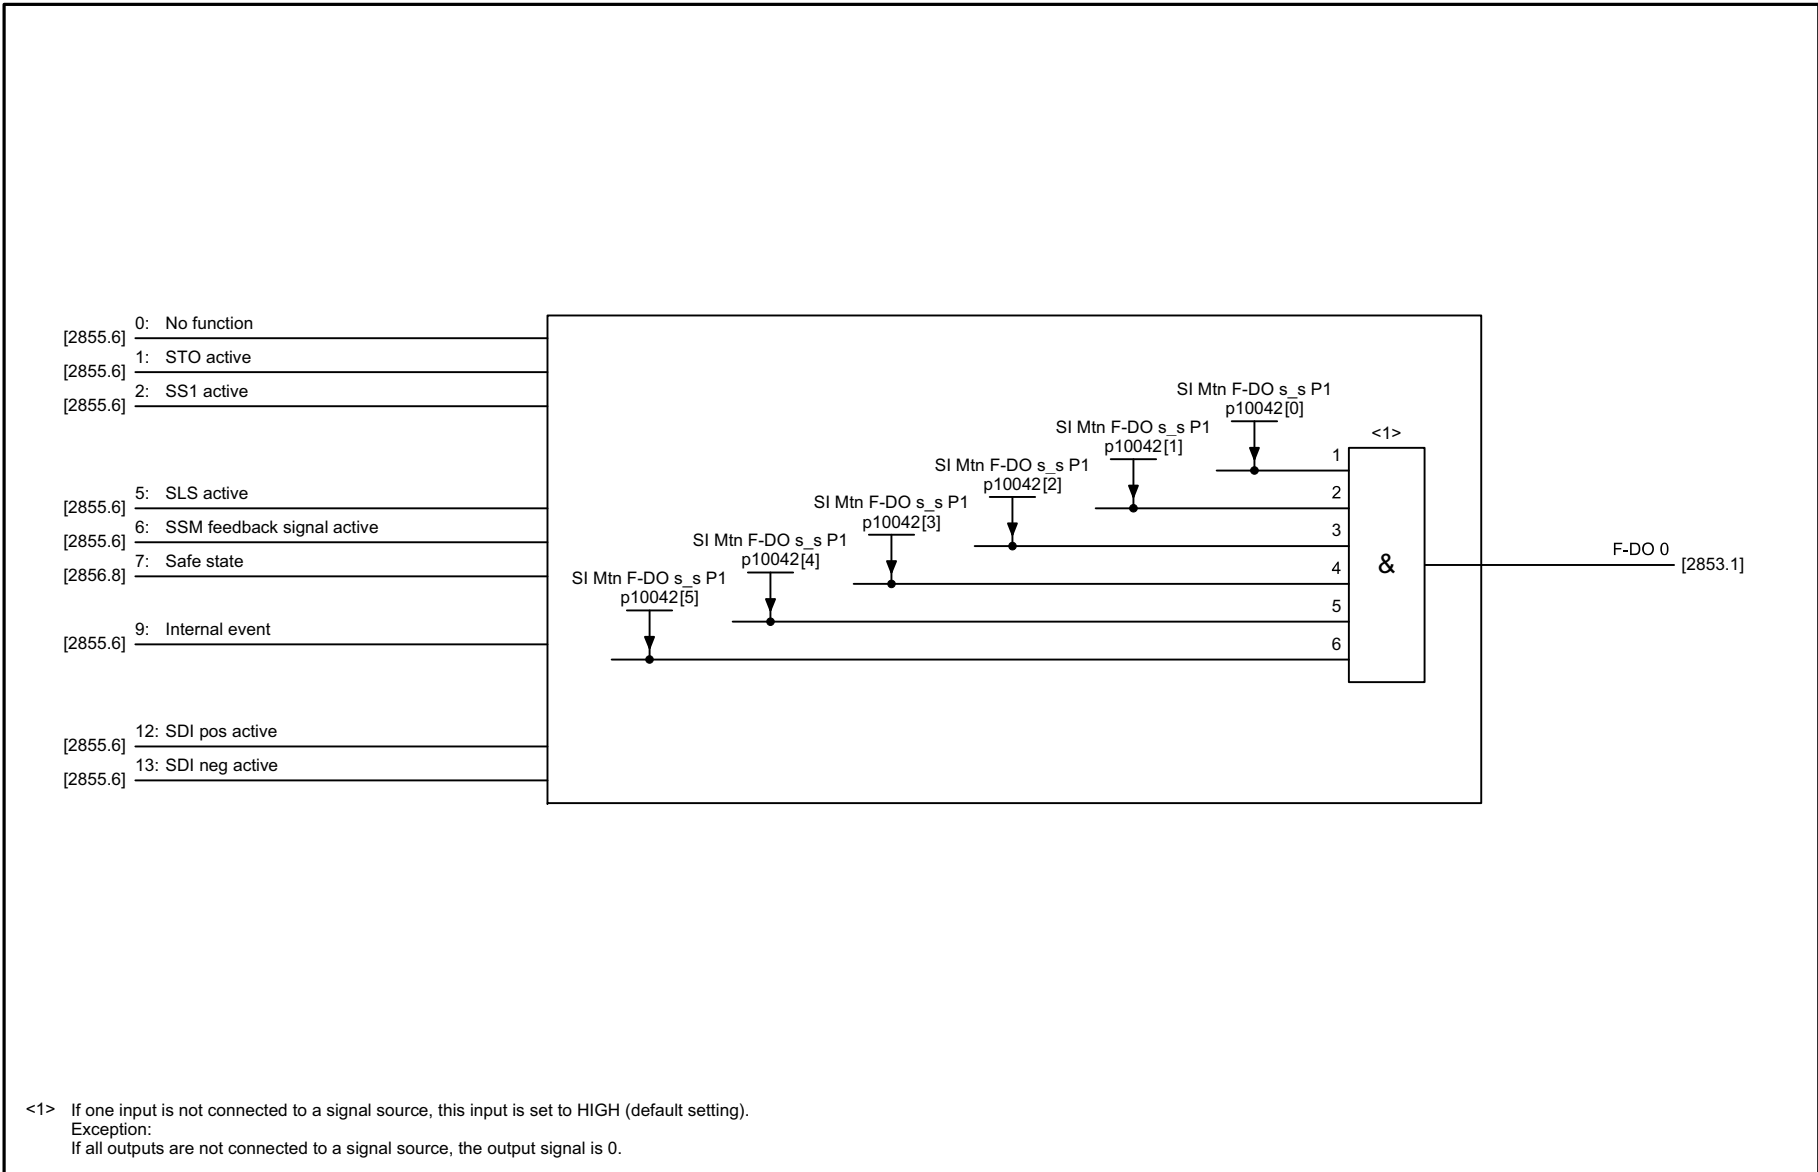 0: No function
[2855.6]
1: STO active
[2855.6]
2: SS1 active
[2855.6]
5: SLS active
[2855.6]
6: SSM feedback signal active
[2855.6]
7: Safe state
[2856.8]
9: Internal event
[2855.6]
12: SDI pos active
[2855.6]
13: SDI neg active
[2855.6]
SI Mtn F-DO s_s P1
p10042[0]
SI Mtn F-DO s_s P1
p10042[1]
SI Mtn F-DO s_s P1
p10042[2]
SI Mtn F-DO s_s P1
p10042[3]
SI Mtn F-DO s_s P1
p10042[4]
SI Mtn F-DO s_s P1
p10042[5]
<1>
1
2
3
4
5
6
&
F-DO 0
[2853.1]
<1> If one input is not connected to a signal source, this input is set to HIGH (default setting).
Exception:
If all outputs are not connected to a signal source, the output signal is 0.